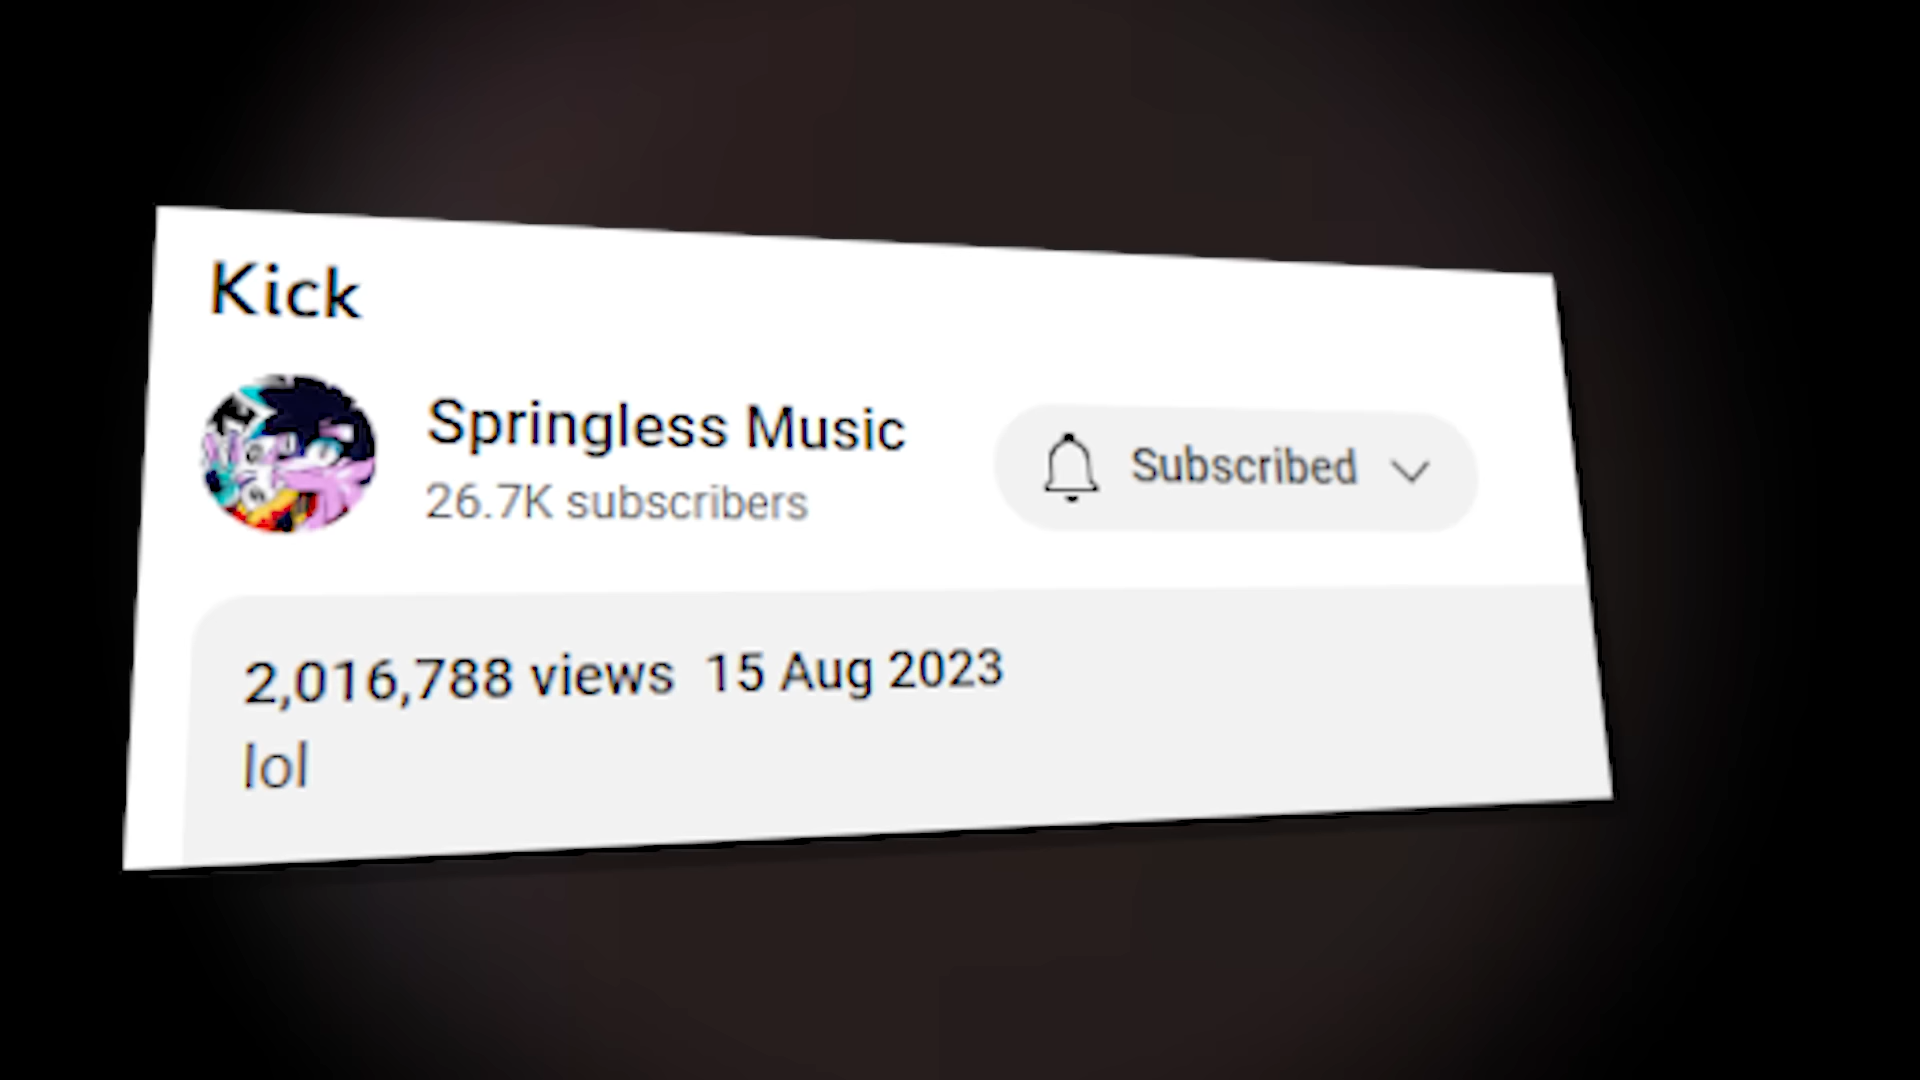 Kick
Springless Music
26.7K subscribers
Subscribed
2,016,788 views 15 Aug 2023
lol